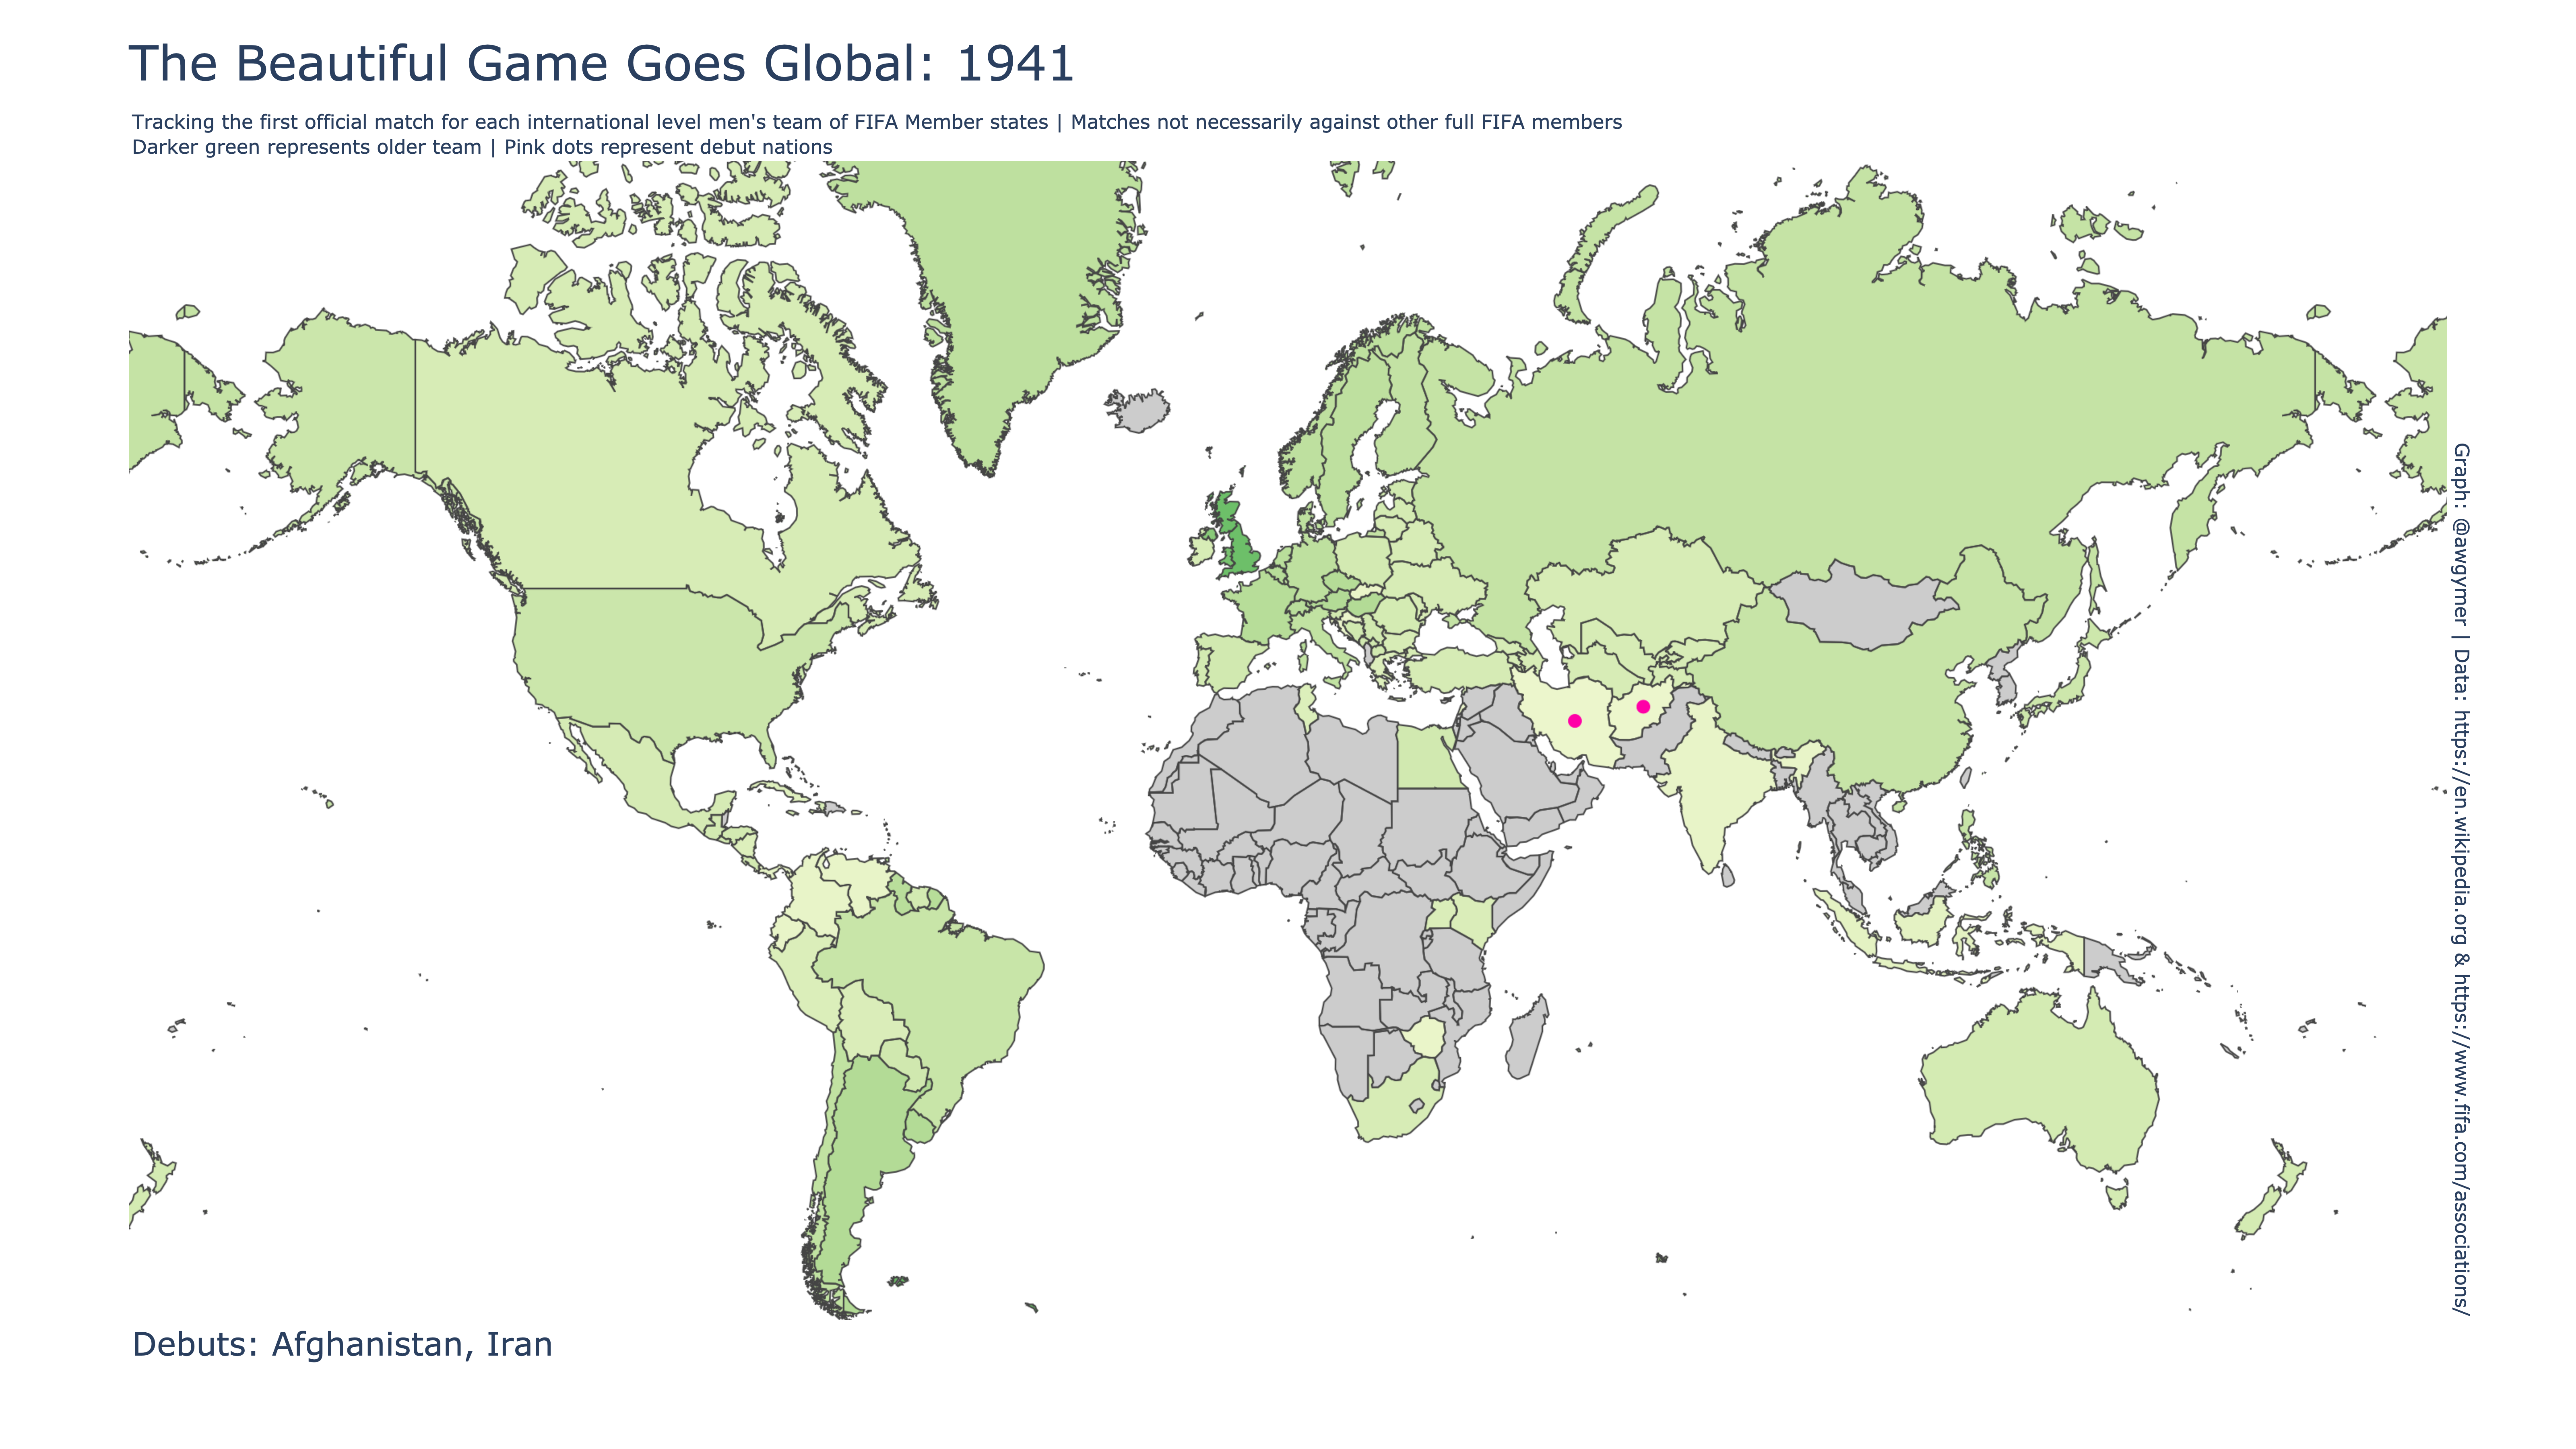 The Beautiful Game Goes Global: 1941
Tracking the first official match for each international level men's team of FIFA Member states | Matches not necessarily against other full FIFA members
Darker green represents older team | Pink dots represent debut nations
Graph: @awgymer | Data: https://en.wikipedia.org & https://www.fifa.com/associations/
Debuts: Afghanistan, Iran